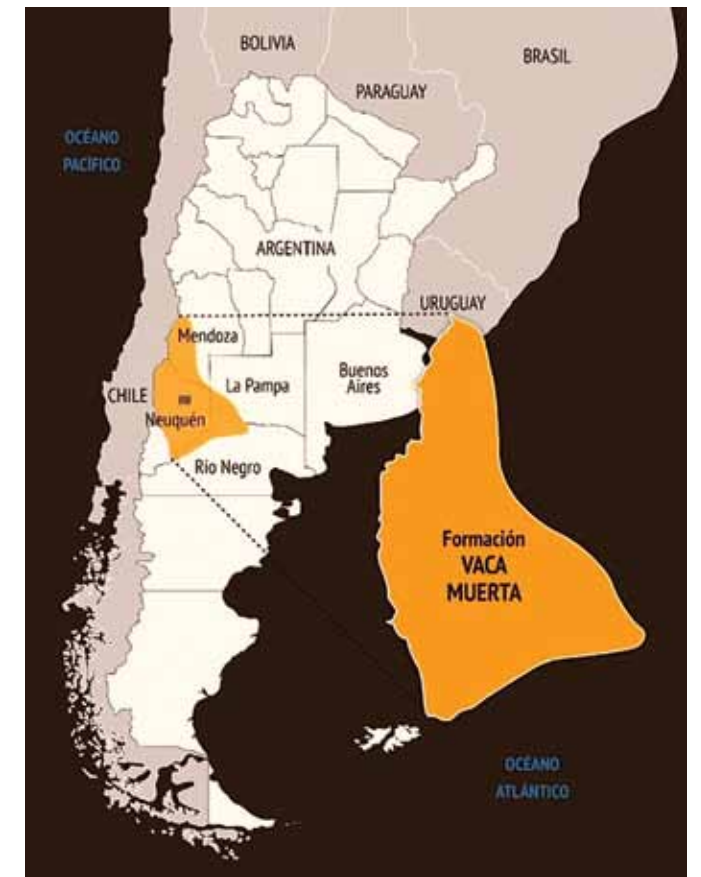 BOLIVIA
BRASIL
PARAGUAY
OCÉANO
PACÍFICO
ARGENTINA
URUGUAY
Mendoza
Buenos
Aires
La Pampa
CHILE
Neuquén
Río Negro
Formación
VACA
MUERTA
OCÉANO
ATLÁNTICO